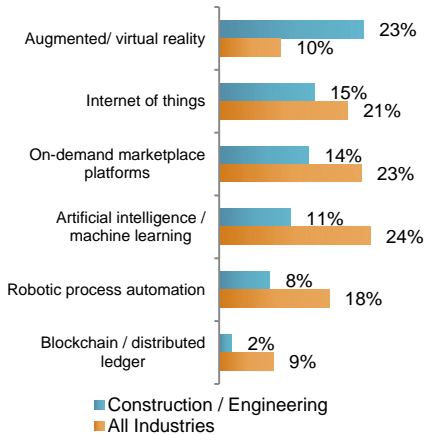 Augmented/ virtual reality
23%
10%
Internet of things
15%
21%
On-demand marketplace
platforms
14%
23%
Artificial intelligence /
machine learning
11%
24%
Robotic process automation
8%
18%
Blockchain / distributed
ledger
2%
9%
Construction / Engineering
All Industries